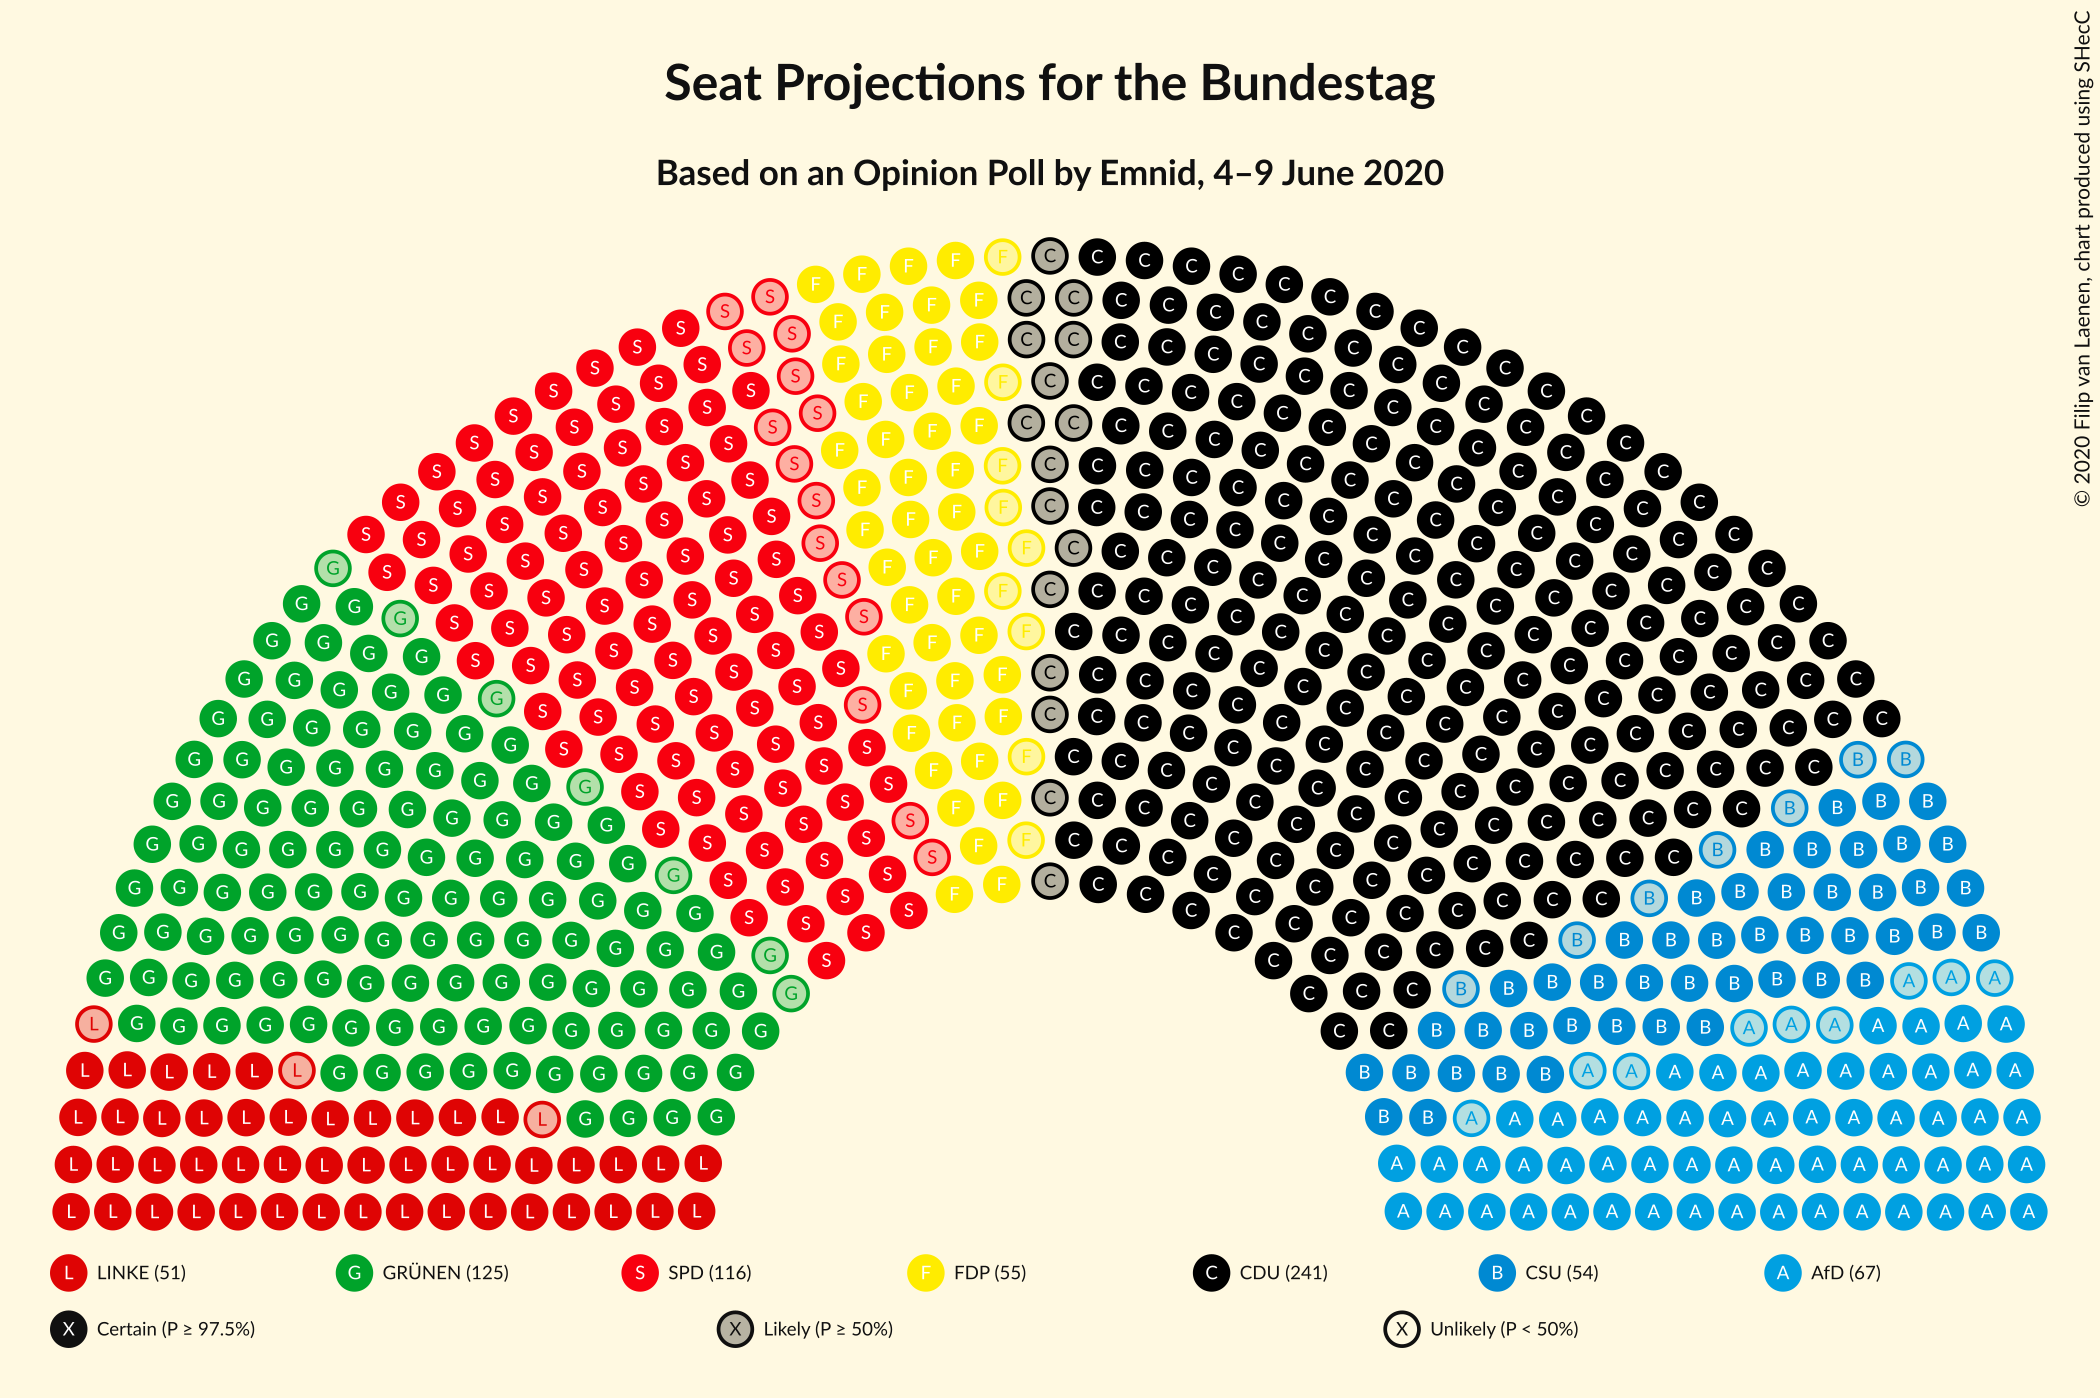 Seat Projections for the Bundestag
Based on an Opinion Poll by Emnid, 4–9 June 2020
© 2020 Filip van Laenen, chart produced using SHecC
L LINKE (51) G GRÜNEN (125) S SPD (116) F FDP (55) C CDU (241) B CSU (54) A AfD (67)
X Certain (P ≥ 97.5%) X Likely (P ≥ 50%) X Unlikely (P < 50%)